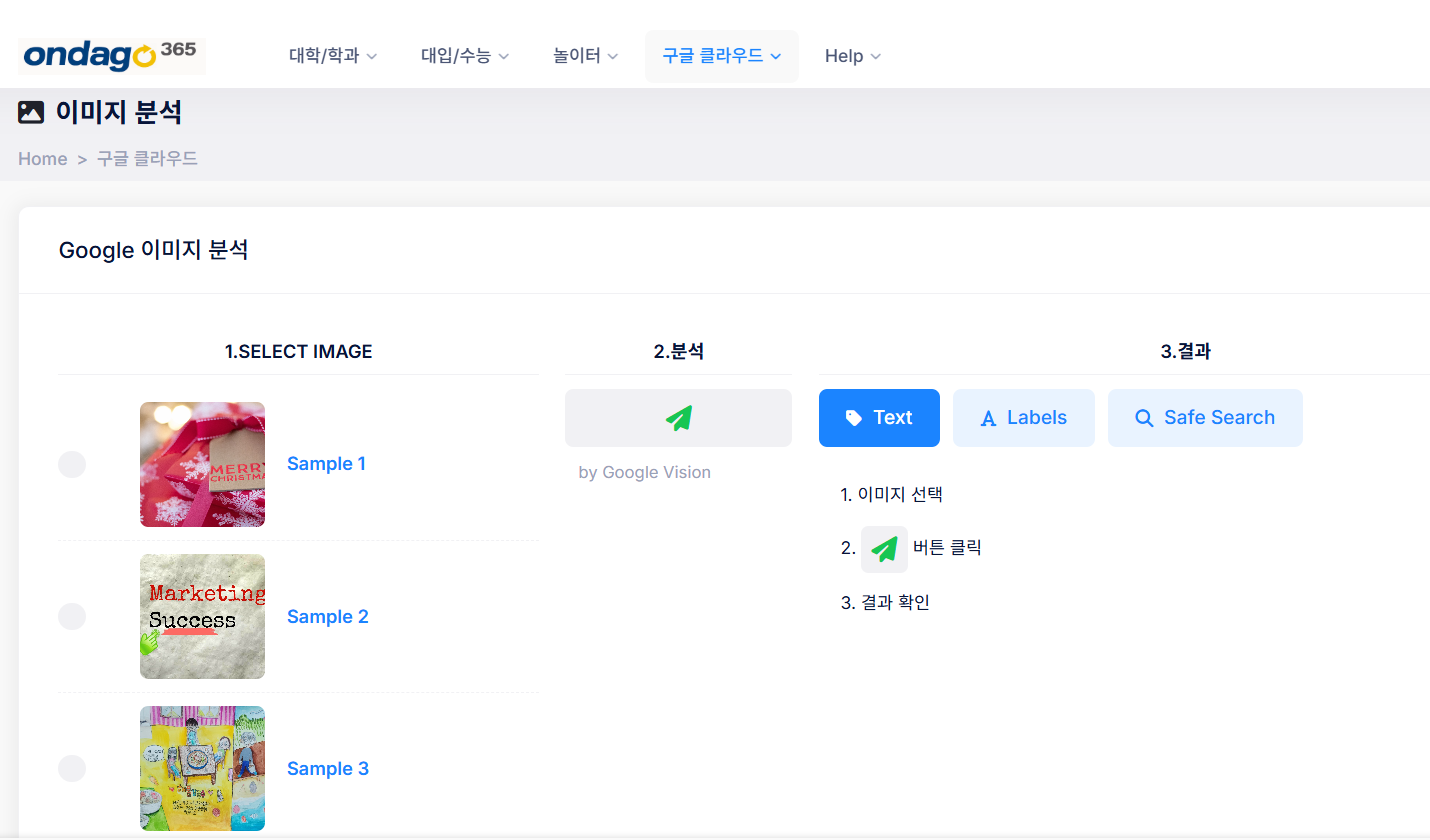 ondago 365
대학/학과
대입/수능
놀이터
구글 클라우드
Help
이미지 분석
Home > 구글 클라우드
Google 이미지 분석
1.SELECT IMAGE
MERRY
CHRISTMA
Sample 1
Marketing
Success
Sample 2
Sample 3
2.분석
by Google Vision
3.결과
Text
Labels
Safe Search
1. 이미지 선택
2. 버튼 클릭
3. 결과 확인